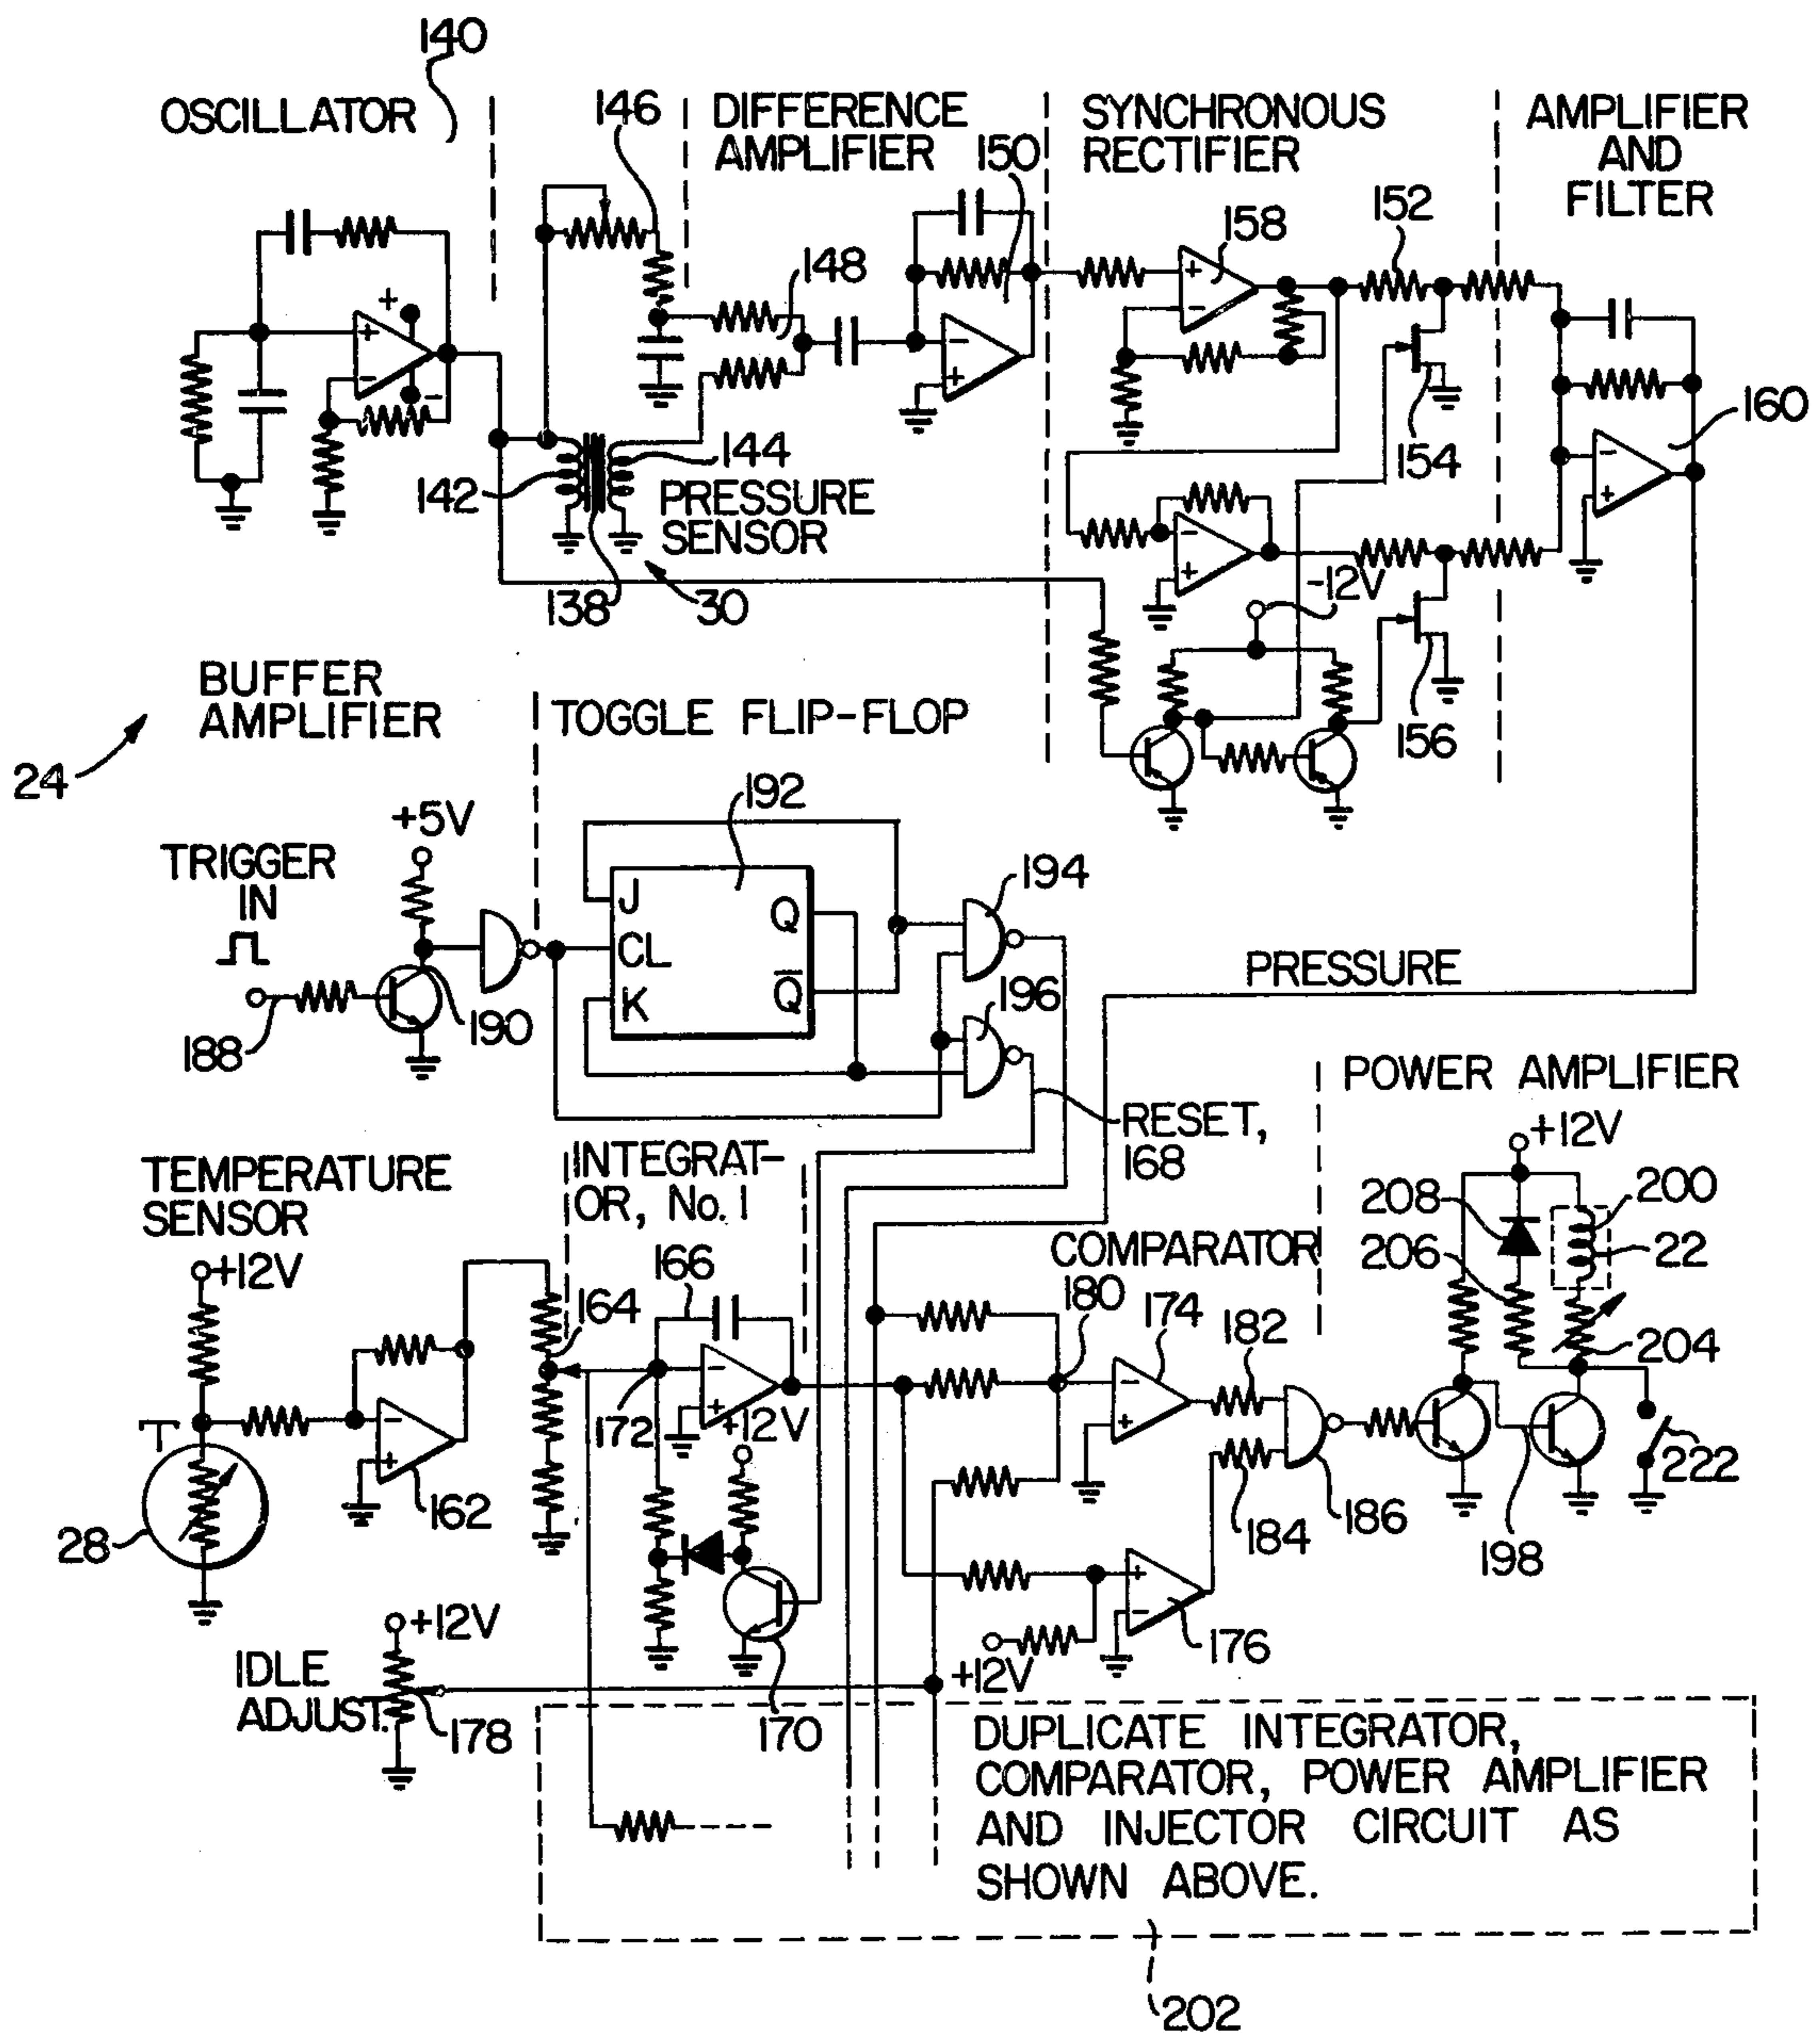 140
OSCILLATOR
146
DIFFERENCE
AMPLIFIER
150
SYNCHRONOUS
RECTIFIER
AMPLIFIER
AND
FILTER
152
158
148
+
-
+
-
+
-
+
-
154
160
-
+
142
144
PRESSURE
SENSOR
138
30
-
+
-12V
156
BUFFER
AMPLIFIER
24
TOGGLE FLIP-FLOP
192
+5V
TRIGGER
IN
194
J
Q
CL
K
Q̅
188
190
196
PRESSURE
POWER AMPLIFIER
RESET,
168
+12V
TEMPERATURE
SENSOR
INTEGRAT-
OR, No. 1
208
200
206
22
+12V
166
COMPARATOR
164
180
174
182
204
-
+
-
+
T
172
+12V
-
+
162
28
184
186
198
222
+
-
176
+12V
IDLE
ADJUST.
178
170
+12V
DUPLICATE INTEGRATOR,
COMPARATOR, POWER AMPLIFIER
AND INJECTOR CIRCUIT AS
SHOWN ABOVE.
202